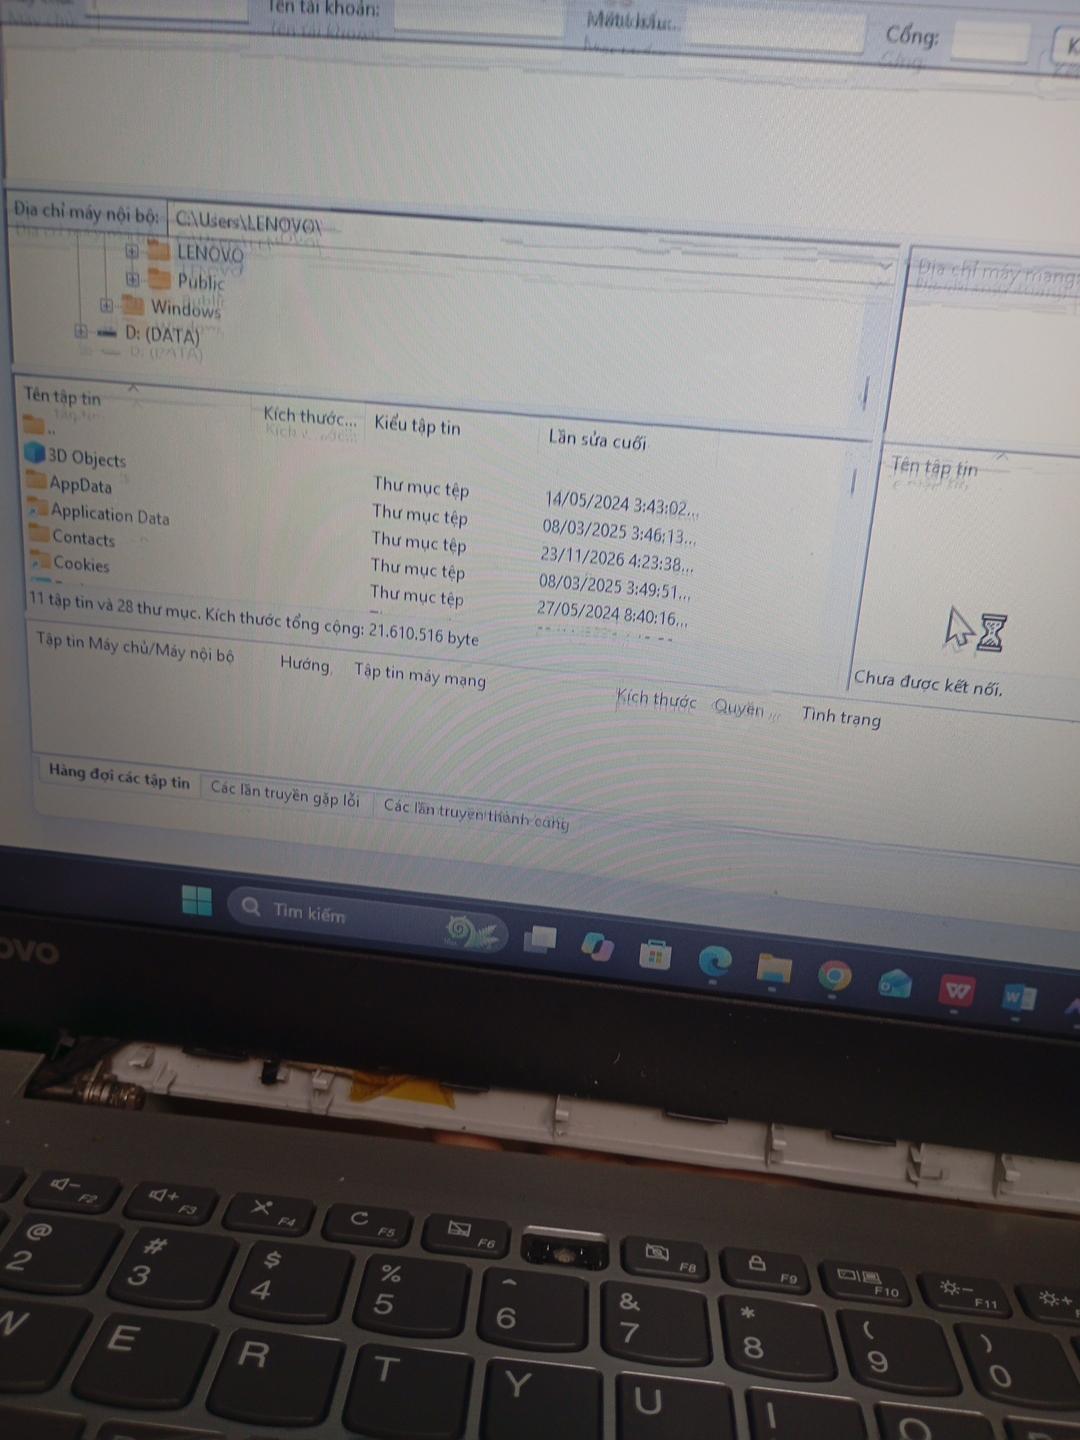 Tên tài khoản:
Cổng:
K
Địa chỉ máy nội bộ: C:\Users\LENOVO\
Địa chỉ máy mạng:
LENOVO
Public
Windows
D: (DATA)
Tên tập tin Kích thước... Kiểu tập tin Lần sửa cuối
Tên tập tin
..
3D Objects Thư mục tệp 14/05/2024 3:43:02...
AppData Thư mục tệp 08/03/2025 3:46:13...
Application Data Thư mục tệp 23/11/2026 4:23:38...
Contacts Thư mục tệp 08/03/2025 3:49:51...
Cookies Thư mục tệp 27/05/2024 8:40:16...
11 tập tin và 28 thư mục. Kích thước tổng cộng: 21.610.516 byte
Chưa được kết nối.
Tập tin Máy chủ/Máy nội bộ Hướng Tập tin máy mạng Kích thước Quyền ... Tình trạng
Hàng đợi các tập tin Các lần truyền gặp lỗi Các lần truyền thành công
Tìm kiếm
W
W
OVO
F2 F3 F4 F5 F6 F8 F9 F10 F11
@ # $ % ^ & * ( )
2 3 4 5 6 7 8 9 0
W E R T Y U I O